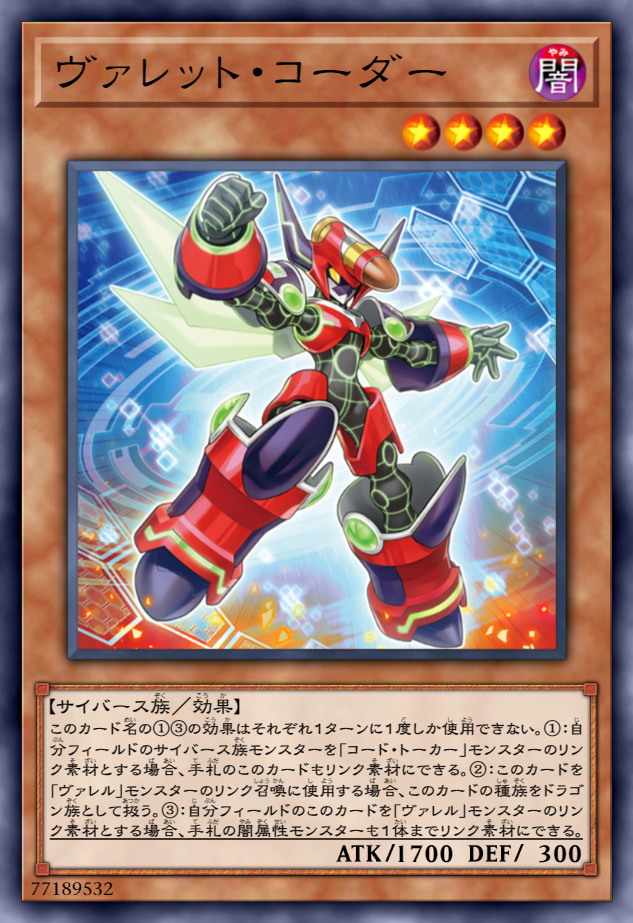 ヴァレット・コーダー
やみ
闇
【サイバース族／効果】
このカード名の①③の効果はそれぞれ1ターンに1度しか使用できない。①：自
分フィールドのサイバース族モンスターを「コード・トーカー」モンスターのリン
ク素材とする場合、手札のこのカードもリンク素材にできる。②：このカードを
「ヴァレル」モンスターのリンク召喚に使用する場合、このカードの種族をドラゴ
ン族として扱う。③：自分フィールドのこのカードを「ヴァレル」モンスターのリン
ク素材とする場合、手札の闇属性モンスターも1体までリンク素材にできる。
ATK/1700 DEF/ 300
77189532